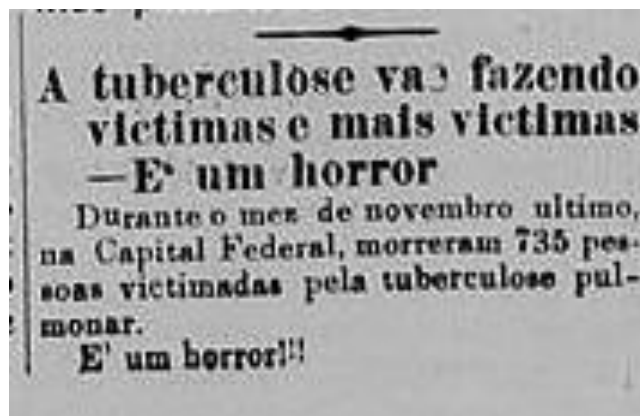 A tuberculose vae fazendo
victimas e mais victimas
—E' um horror
Durante o mez de novembro ultimo,
na Capital Federal, morreram 735 pes-
soas victimadas pela tuberculose pul-
monar.
E' um horror!!!